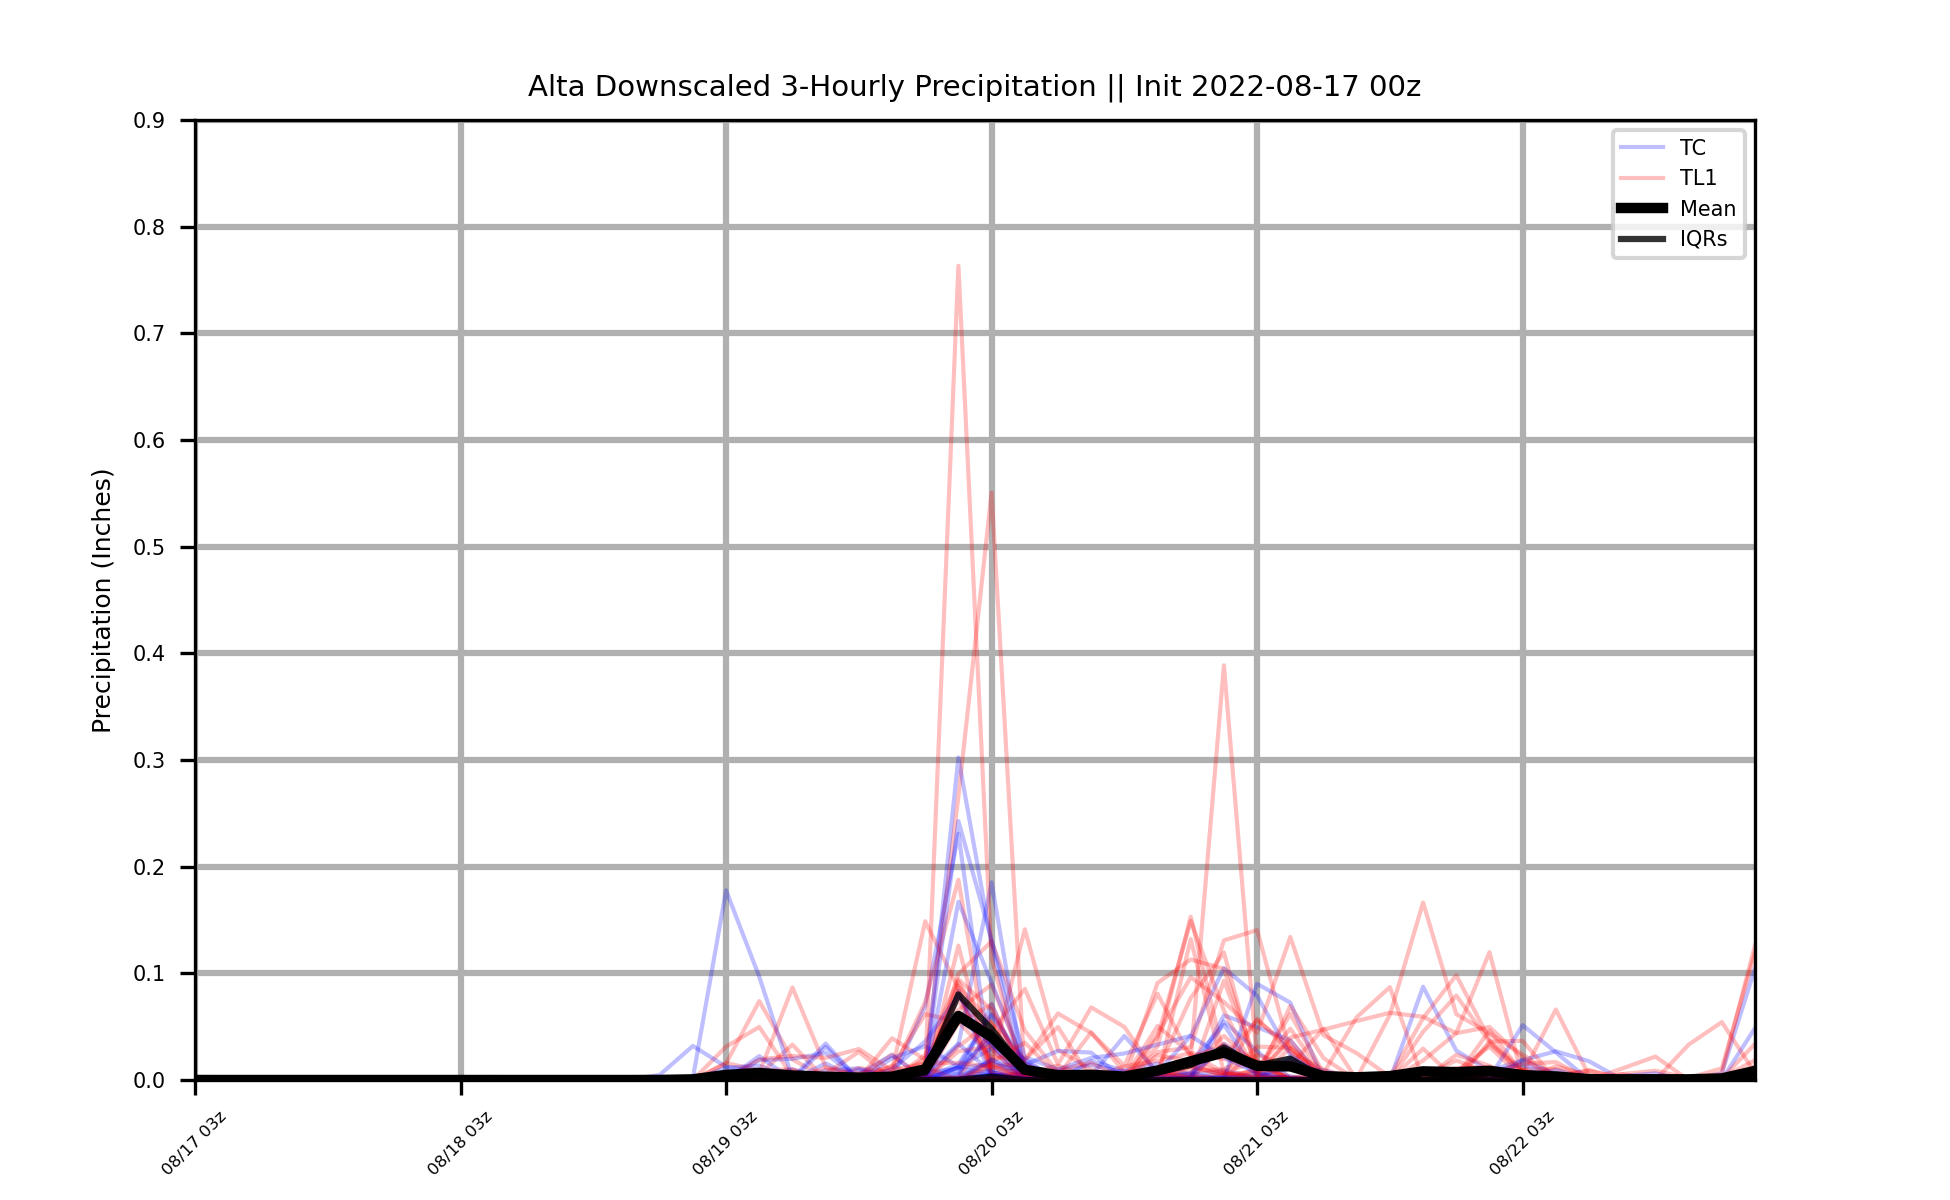 Alta Downscaled 3-Hourly Precipitation || Init 2022-08-17 00z
TC
TL1
Mean
IQRs
Precipitation (Inches)
0.9
0.8
0.7
0.6
0.5
0.4
0.3
0.2
0.1
0.0
08/17 03z
08/18 03z
08/19 03z
08/20 03z
08/21 03z
08/22 03z